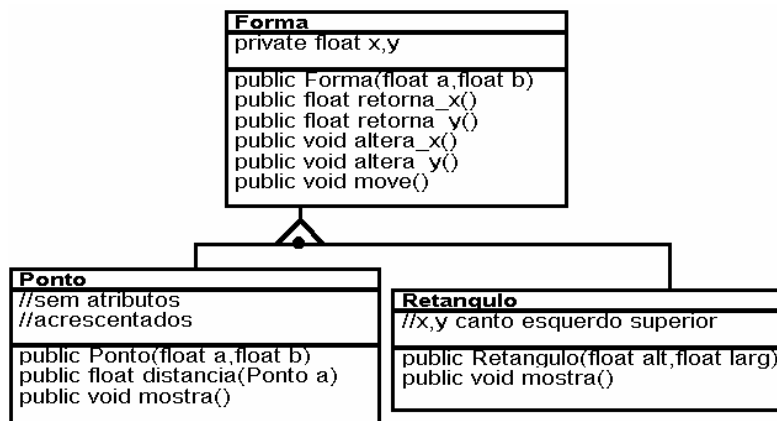 Forma
private float x,y
public Forma(float a,float b)
public float retorna_x()
public float retorna_y()
public void altera_x()
public void altera_y()
public void move()
Ponto
//sem atributos
//acrescentados
public Ponto(float a,float b)
public float distancia(Ponto a)
public void mostra()
Retangulo
//x,y canto esquerdo superior
public Retangulo(float alt,float larg)
public void mostra()